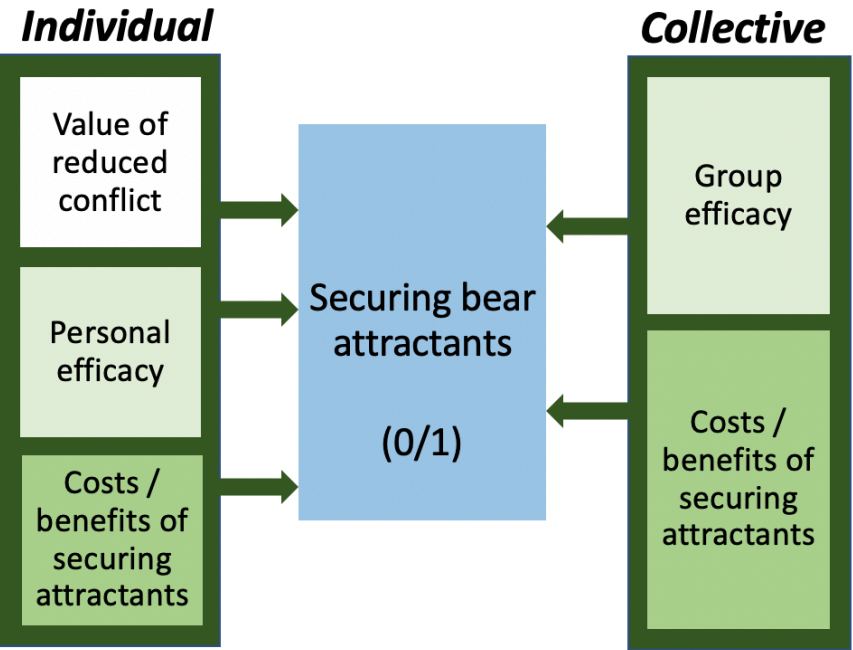 Individual
Collective
Value of
reduced
conflict
Personal
efficacy
Costs /
benefits of
securing
attractants
Securing bear
attractants
(0/1)
Group
efficacy
Costs /
benefits of
securing
attractants